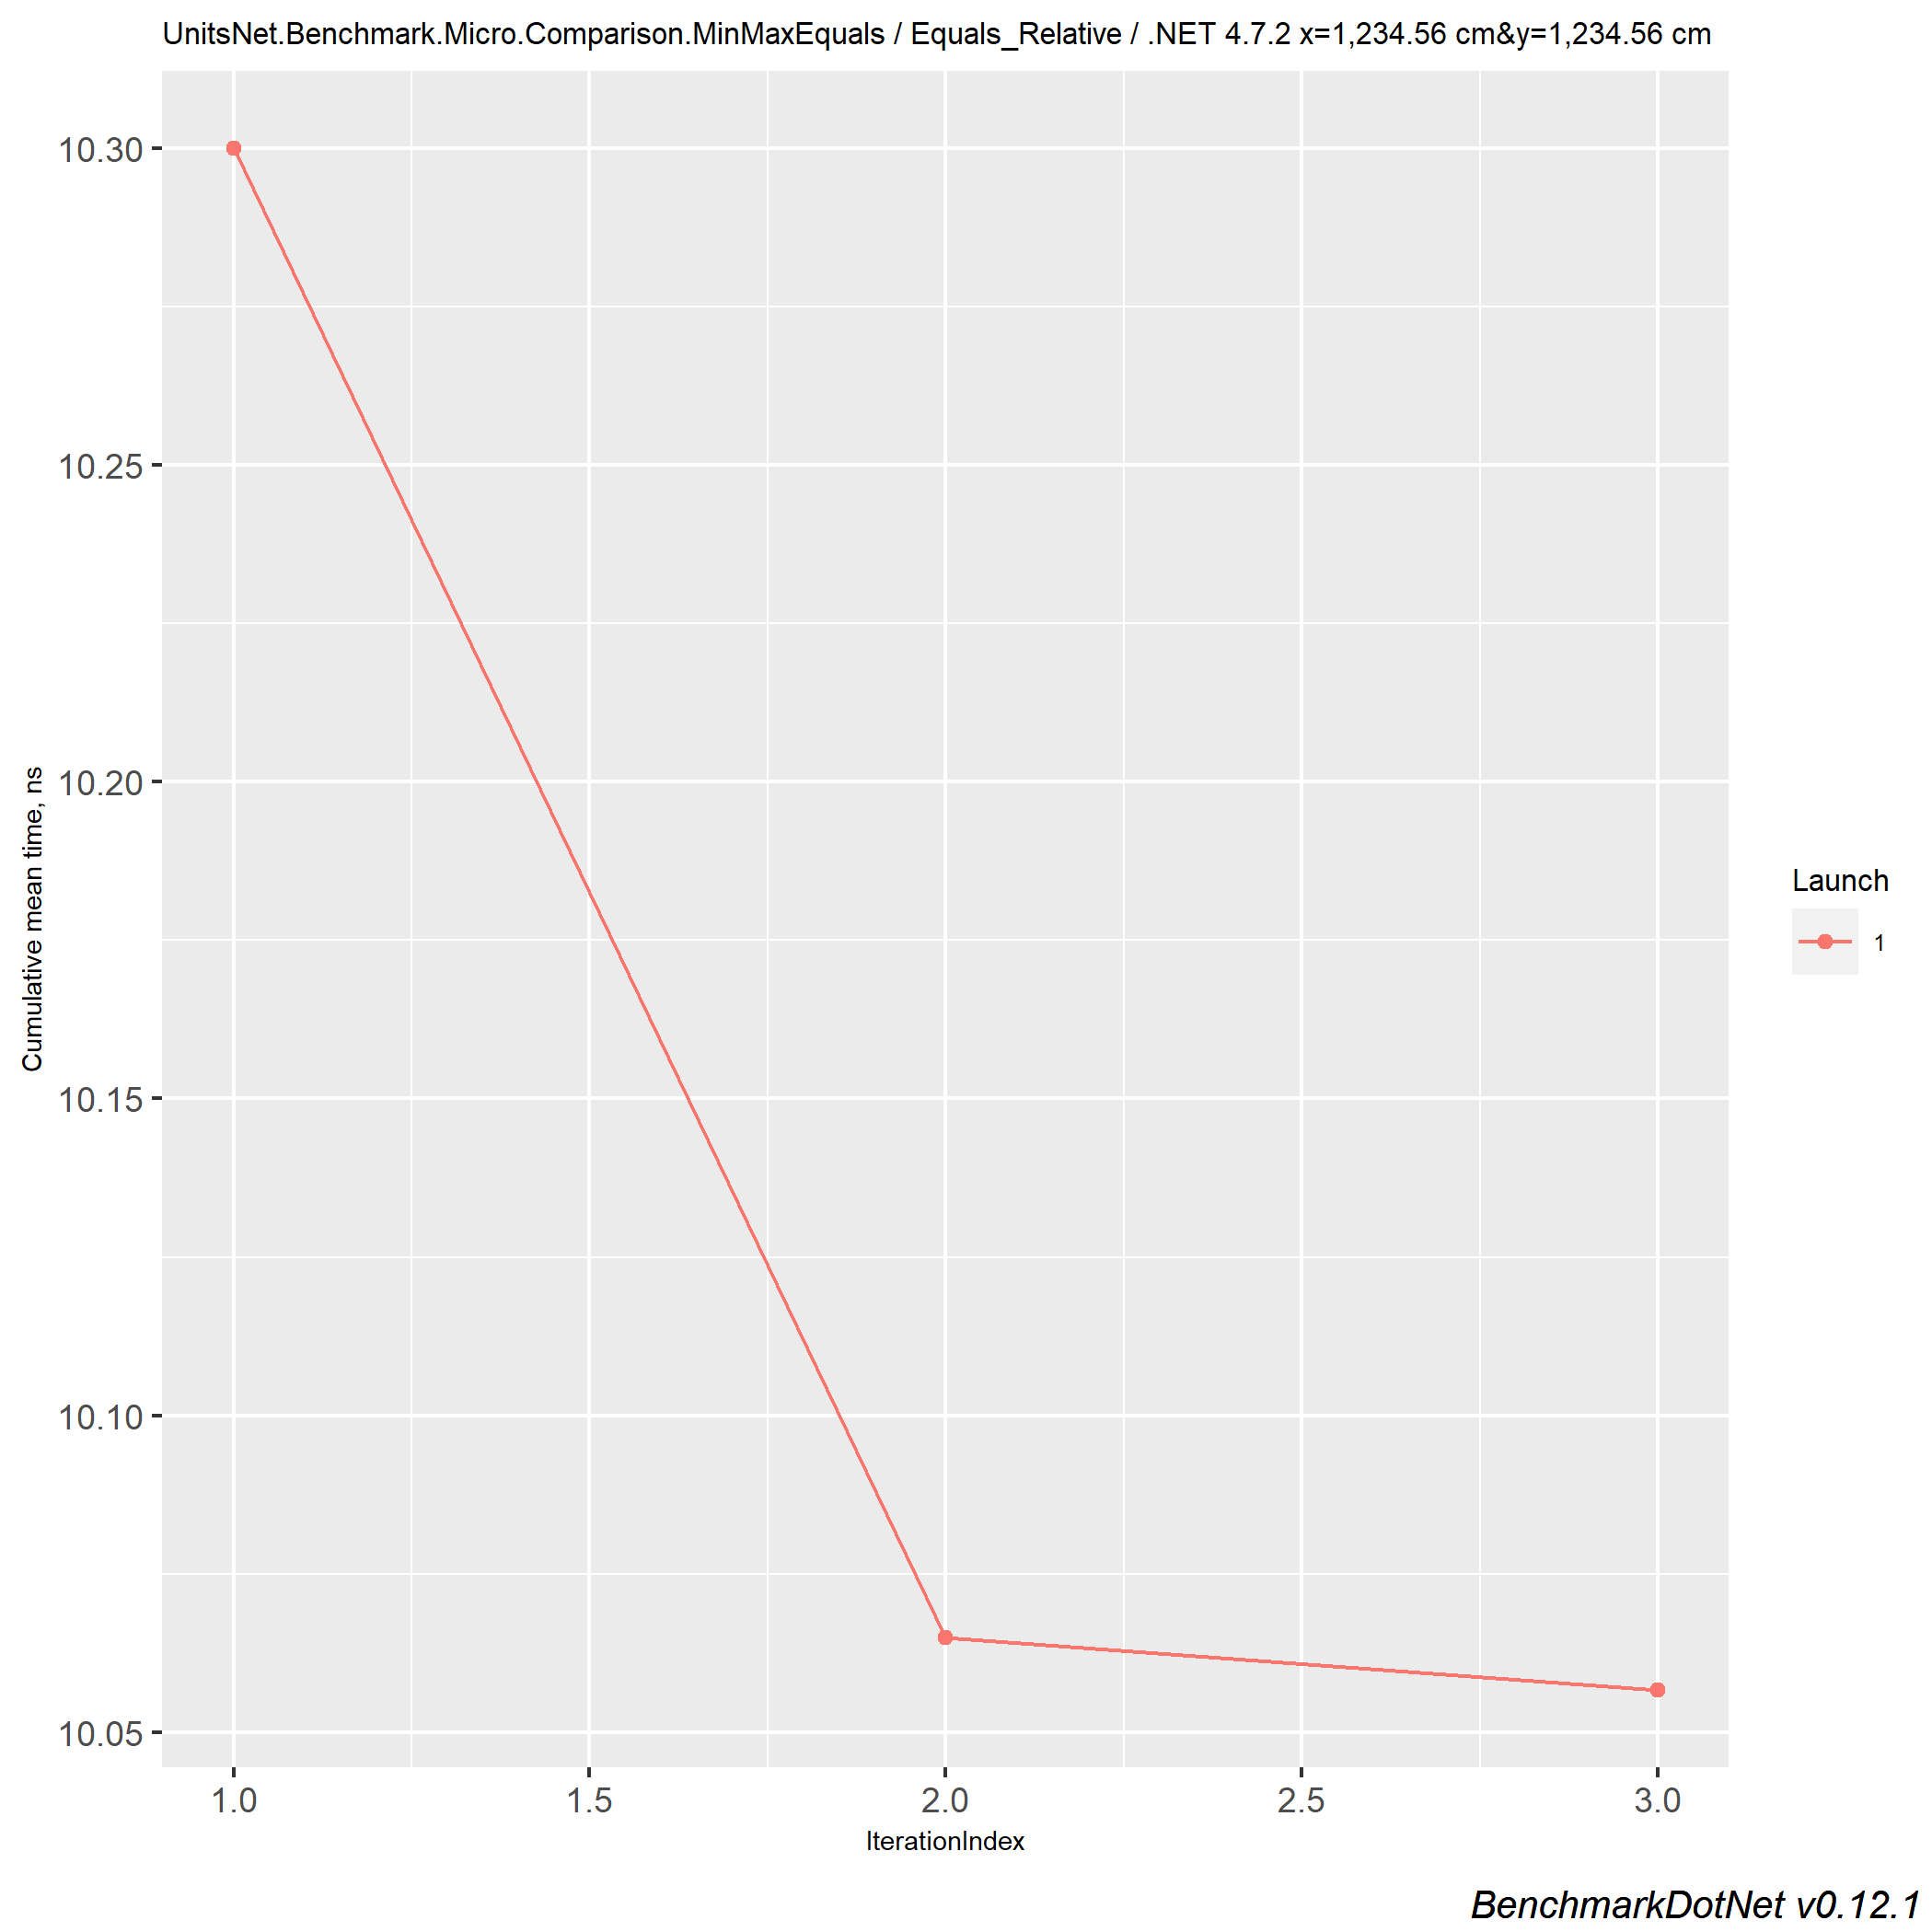 UnitsNet.Benchmark.Micro.Comparison.MinMaxEquals / Equals_Relative / .NET 4.7.2 x=1,234.56 cm&y=1,234.56 cm
10.30
10.25
10.20
10.15
10.10
10.05
Cumulative mean time, ns
1.0
1.5
2.0
2.5
3.0
IterationIndex
Launch
1
BenchmarkDotNet v0.12.1